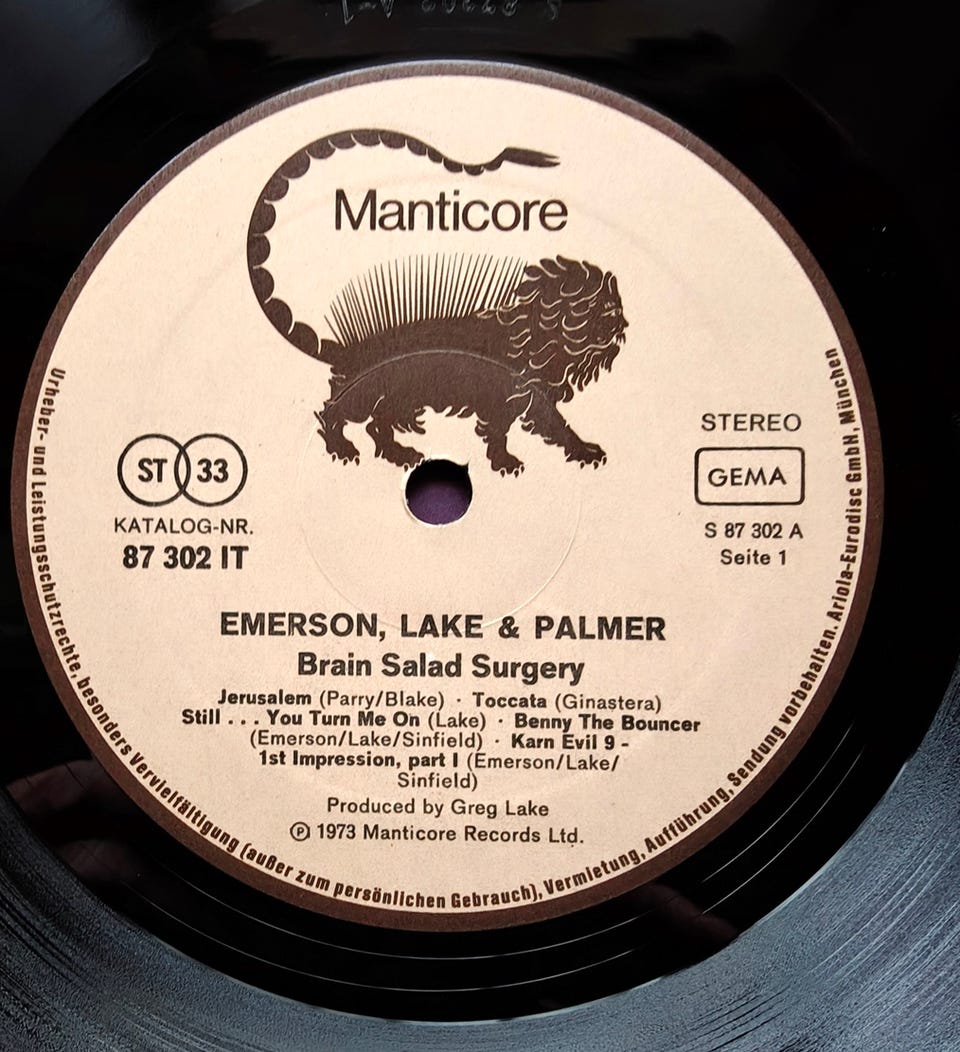 Manticore
ST 33
KATALOG-NR.
87 302 IT
STEREO
GEMA
S 87 302 A
Seite 1
EMERSON, LAKE & PALMER
Brain Salad Surgery
Jerusalem (Parry/Blake) · Toccata (Ginastera)
Still . . . You Turn Me On (Lake) · Benny The Bouncer
(Emerson/Lake/Sinfield) · Karn Evil 9 -
1st Impression, part I (Emerson/Lake/
Sinfield)
Produced by Greg Lake
Ⓟ 1973 Manticore Records Ltd.
Urheber- und Leistungsschutzrechte, besonders Vervielfältigung (außer zum persönlichen Gebrauch), Vermietung, Aufführung, Sendung vorbehalten. Ariola-Eurodisc GmbH, München